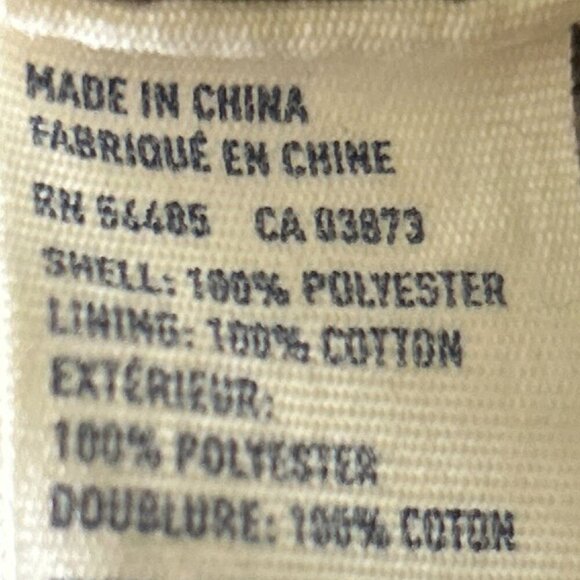 MADE IN CHINA
FABRIQUÉ EN CHINE
RN 54485 CA 03873
SHELL: 100% POLYESTER
LINING: 100% COTTON
EXTÉRIEUR:
100% POLYESTER
DOUBLURE: 100% COTON